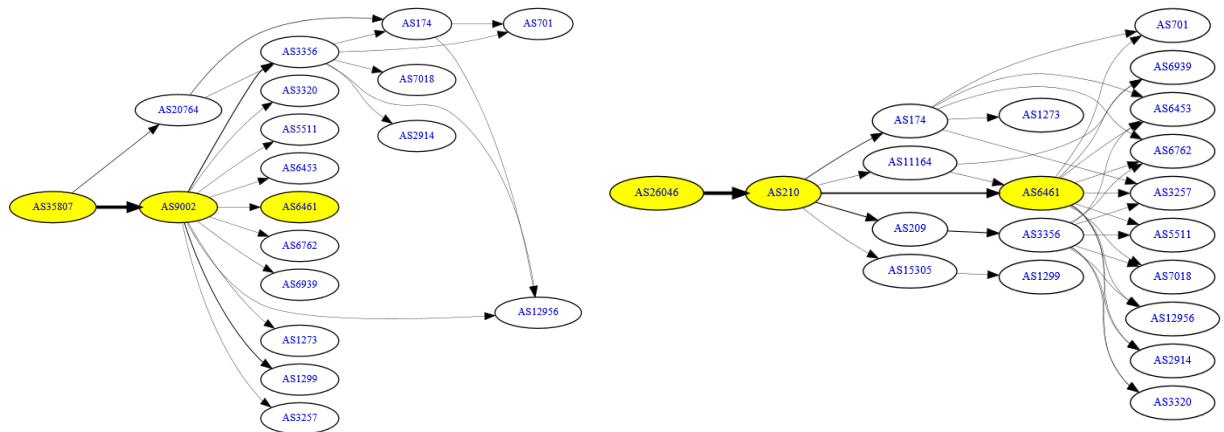 AS174
AS701
AS3356
AS7018
AS3320
AS20764
AS2914
AS5511
AS6453
AS35807
AS9002
AS6461
AS6762
AS6939
AS12956
AS1273
AS1299
AS3257
AS701
AS6939
AS6453
AS174
AS1273
AS6762
AS11164
AS26046
AS210
AS6461
AS3257
AS209
AS3356
AS5511
AS15305
AS1299
AS7018
AS12956
AS2914
AS3320